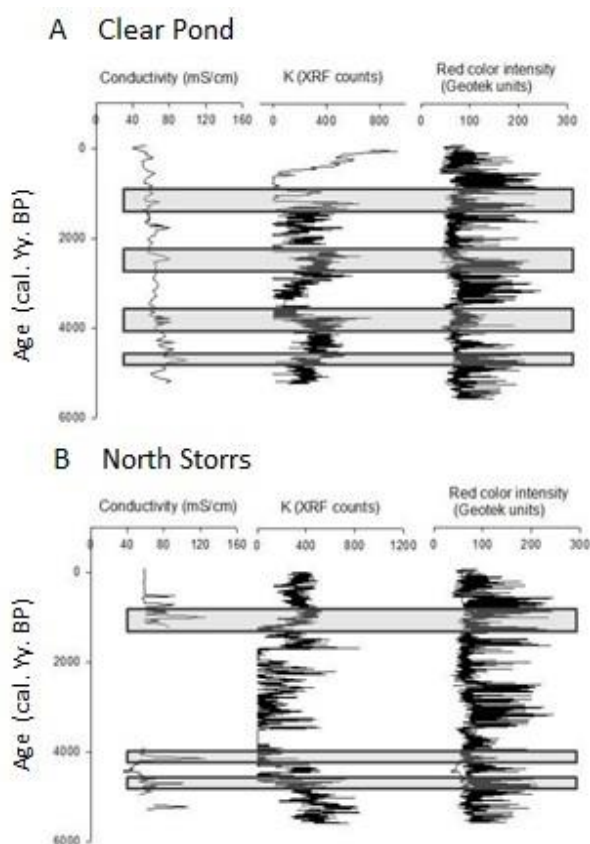 A Clear Pond
Conductivity (mS/cm)
K (XRF counts)
Red color intensity
(Geotek units)
0 40 80 120 160
0 400 800
0 100 200 300
0
2000
4000
6000
Age (cal. Yy. BP)
B North Storrs
Conductivity (mS/cm)
K (XRF counts)
Red color intensity
(Geotek units)
0 40 80 120 160
0 400 800 1200
0 100 200 300
0
2000
4000
6000
Age (cal. Yy. BP)